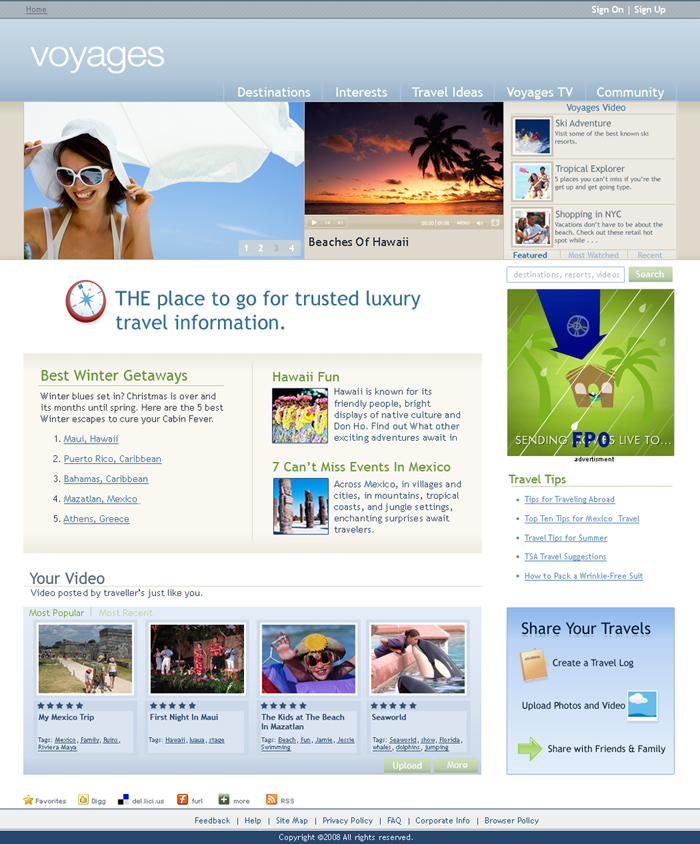 Home
Sign On | Sign Up
voyages
Destinations
Interests
Travel Ideas
Voyages TV
Community
1 2 3 4
MENU
Beaches Of Hawaii
Voyages Video
Ski Adventure
Visit some of the best known ski
resorts.
Tropical Explorer
5 places you can't miss if you're the
get up and get going type.
Shopping in NYC
Vacations don't have to be about the
beach. Check out these retail hot
spot while . . .
Featured | Most Watched | Recent
destinations, resorts, videos
Search
THE place to go for trusted luxury
travel information.
Best Winter Getaways
Winter blues set in? Christmas is over and
its months until spring. Here are the 5 best
Winter escapes to cure your Cabin Fever.
1. Maui, Hawaii
2. Puerto Rico, Caribbean
3. Bahamas, Caribbean
4. Mazatlan, Mexico
5. Athens, Greece
Hawaii Fun
Hawaii is known for its
friendly people, bright
displays of native culture and
Don Ho. Find out What other
exciting adventures await in
7 Can't Miss Events In Mexico
Across Mexico, in villages and
cities, in mountains, tropical
coasts, and jungle settings,
enchanting surprises await
travelers.
SENDING LIVE TO...
FPO
advertisment
Travel Tips
• Tips for Traveling Abroad
• Top Ten Tips for Mexico Travel
• Travel Tips for Summer
• TSA Travel Suggestions
• How to Pack a Wrinkle-Free Suit
Your Video
Video posted by traveller's just like you.
Most Popular | Most Recent
My Mexico Trip
Tags: Mexico, Family, Ruins,
Riviera Maya
First Night In Maui
Tags: Hawaii, luaua, stage
The Kids at The Beach
In Mazatlan
Tags: Beach, Fun, Jamie, Jessie
Swimming
Seaworld
Tags: Seaworld, show, Florida,
whales, dolphins, jumping
Upload
More
Share Your Travels
Create a Travel Log
Upload Photos and Video
Share with Friends & Family
Favorites
Digg
del.lici.us
furl
more
RSS
Feedback | Help | Site Map | Privacy Policy | FAQ | Corporate Info | Browser Policy
Copyright ©2008 All rights reserved.